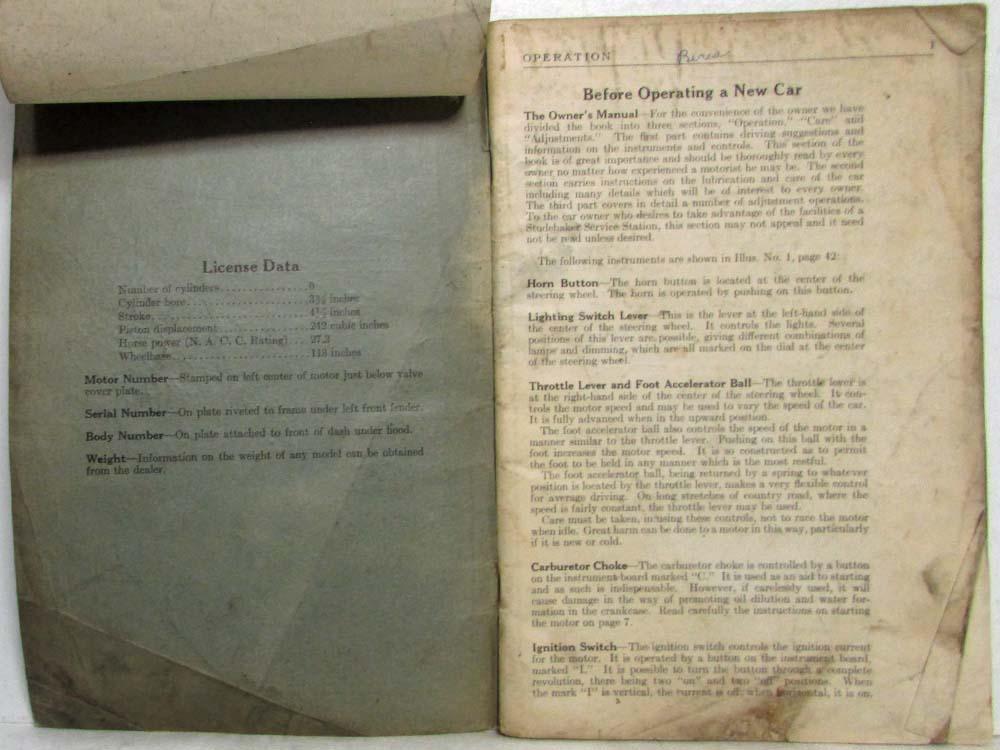 License Data
Number of cylinders
Cylinder bore inches
Stroke inches
Piston displacement 242 cubic inches
Horse power (N. A. C. C. Rating) 27.3
Wheelbase 113 inches
Motor Number—Stamped on left center of motor just below valve
cover plate.
Serial Number—On plate riveted to frame under left front fender.
Body Number—On plate attached to front of dash under hood.
Weight—Information on the weight of any model can be obtained
from the dealer.
OPERATION 1
Before Operating a New Car
The Owner's Manual—For the convenience of the owner we have
divided the book into three sections, "Operation," "Care" and
"Adjustments." The first part contains driving suggestions and
information on the instruments and controls. This section of the
book is of great importance and should be thoroughly read by every
owner no matter how experienced a motorist he may be. The second
section carries instructions on the lubrication and care of the car
including many details which will be of interest to every owner.
The third part covers in detail a number of adjustment operations.
To the car owner who desires to take advantage of the facilities of a
Studebaker Service Station, this section may not appeal and it need
not be read unless desired.
The following instruments are shown in Illus. No. 1, page 42:
Horn Button—The horn button is located at the center of the
steering wheel. The horn is operated by pushing on this button.
Lighting Switch Lever—This is the lever at the left-hand side of
the center of the steering wheel. It controls the lights. Several
positions of this lever are possible, giving different combinations of
lamps and dimming, which are all marked on the dial at the center
of the steering wheel.
Throttle Lever and Foot Accelerator Ball—The throttle lever is
at the right-hand side of the center of the steering wheel. It con-
trols the motor speed and may be used to vary the speed of the car.
It is fully advanced when in the upward position.
The foot accelerator ball also controls the speed of the motor in a
manner similar to the throttle lever. Pushing on this ball with the
foot increases the motor speed. It is so constructed as to permit
the foot to be held in any manner which is the most restful.
The foot accelerator ball, being returned by a spring to whatever
position is located by the throttle lever, makes a very flexible control
for average driving. On long stretches of country road, where the
speed is fairly constant, the throttle lever may be used.
Care must be taken, in using these controls, not to race the motor
when idle. Great harm can be done to a motor in this way, particularly
if it is new or cold.
Carburetor Choke—The carburetor choke is controlled by a button
on the instrument board marked "C." It is used as an aid to starting
and as such is indispensable. However, if carelessly used, it will
cause damage in the way of promoting oil dilution and water for-
mation in the crankcase. Read carefully the instructions on starting
the motor on page 7.
Ignition Switch—The ignition switch controls the ignition current
for the motor. It is operated by a button on the instrument board,
marked "I." It is possible to turn the button through a complete
revolution, there being two "on" and two "off" positions. When
the mark "I" is vertical, the current is off; when horizontal, it is on.